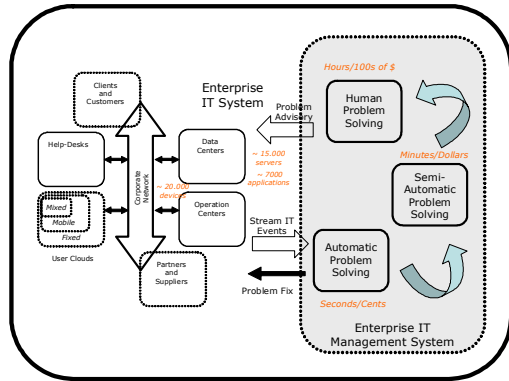 Clients
and
Customers
Enterprise
IT System
Help-Desks
Corporate
Network
Data
Centers
~ 15.000
servers
~ 7000
applications
~ 20.000
devices
Operation
Centers
Mixed
Mobile
Fixed
User Clouds
Partners
and
Suppliers
Problem
Advisory
Stream IT
Events
Problem Fix
Hours/100s of $
Human
Problem
Solving
Minutes/Dollars
Semi-
Automatic
Problem
Solving
Automatic
Problem
Solving
Seconds/Cents
Enterprise IT
Management System